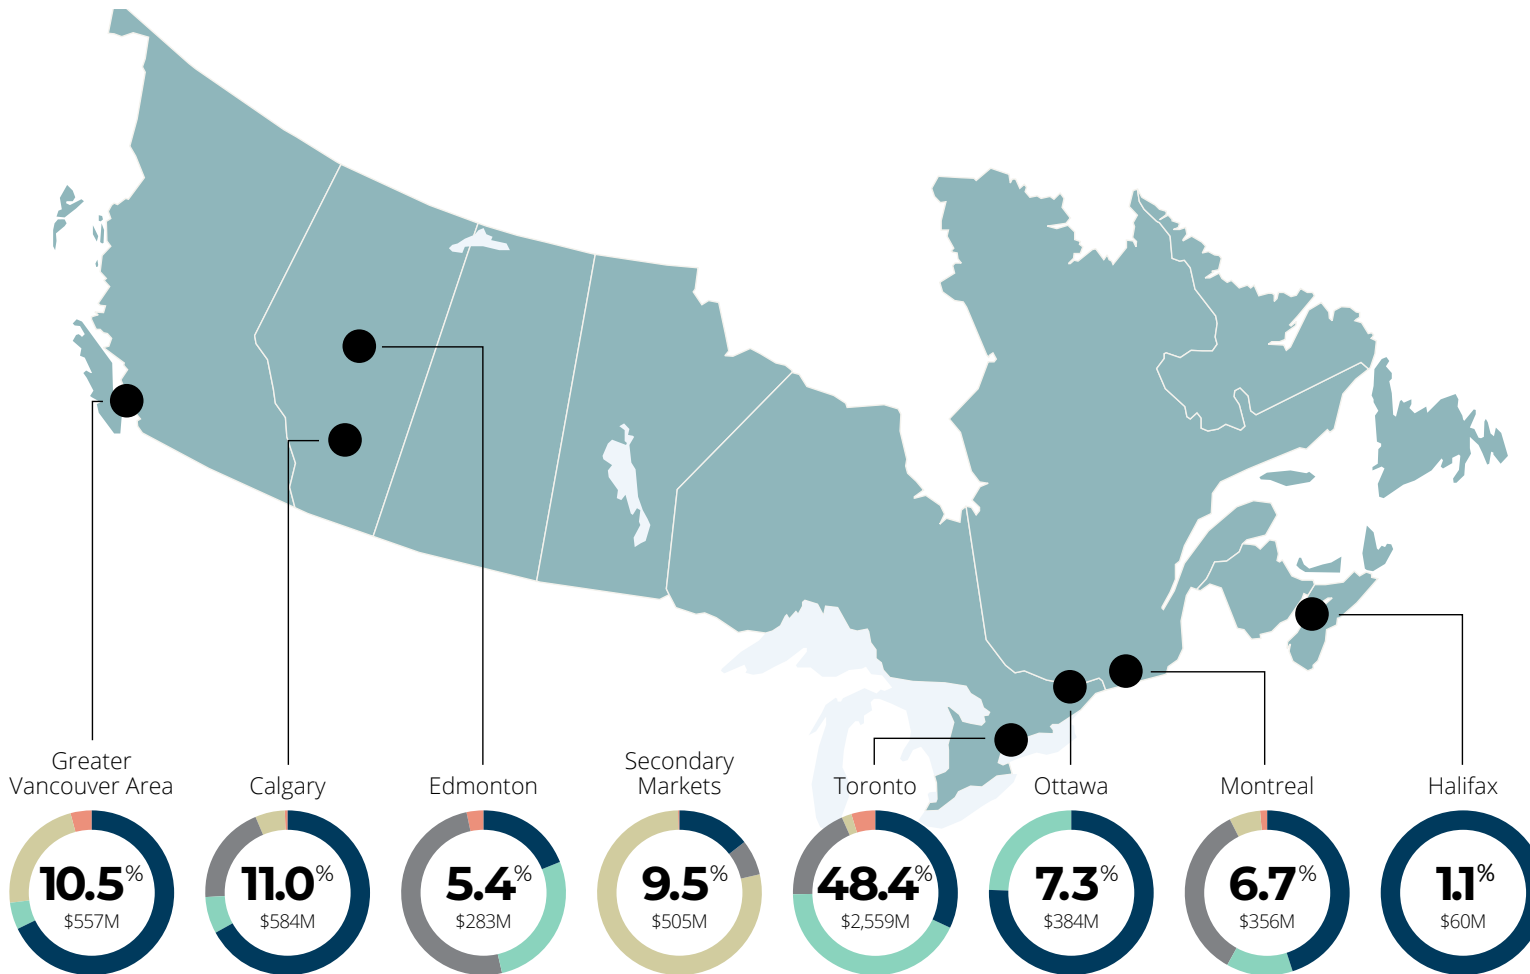 Greater
Vancouver Area
10.5%
$557M
Calgary
11.0%
$584M
Edmonton
5.4%
$283M
Secondary
Markets
9.5%
$505M
Toronto
48.4%
$2,559M
Ottawa
7.3%
$384M
Montreal
6.7%
$356M
Halifax
1.1%
$60M